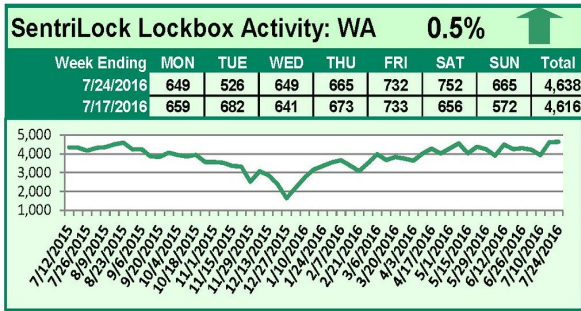 SentriLock Lockbox Activity: WA 0.5%
Week Ending MON TUE WED THU FRI SAT SUN Total
7/24/2016 649 526 649 665 732 752 665 4,638
7/17/2016 659 682 641 673 733 656 572 4,616
5,000
4,000
3,000
2,000
1,000
7/12/2015 7/26/2015 8/9/2015 8/23/2015 9/6/2015 9/20/2015 10/4/2015 10/18/2015 11/1/2015 11/15/2015 11/29/2015 12/13/2015 12/27/2015 1/10/2016 1/24/2016 2/7/2016 2/21/2016 3/6/2016 3/20/2016 4/3/2016 4/17/2016 5/1/2016 5/15/2016 5/29/2016 6/12/2016 6/26/2016 7/10/2016 7/24/2016